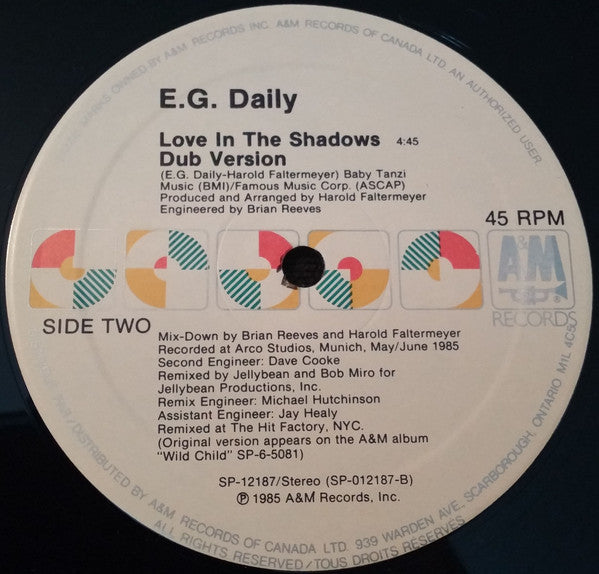 E.G. Daily
Love In The Shadows 4:45
Dub Version
(E.G. Daily-Harold Faltermeyer) Baby Tanzi
Music (BMI)/Famous Music Corp. (ASCAP)
Produced and Arranged by Harold Faltermeyer
Engineered by Brian Reeves
45 RPM
A&M
RECORDS
SIDE TWO
Mix-Down by Brian Reeves and Harold Faltermeyer
Recorded at Arco Studios, Munich, May/June 1985
Second Engineer: Dave Cooke
Remixed by Jellybean and Bob Miro for
Jellybean Productions, Inc.
Remix Engineer: Michael Hutchinson
Assistant Engineer: Jay Healy
Remixed at The Hit Factory, NYC.
(Original version appears on the A&M album
"Wild Child" SP-6-5081)
SP-12187/Stereo (SP-012187-B)
℗ 1985 A&M Records, Inc.
OWNED BY A&M RECORDS INC. A&M RECORDS OF CANADA LTD. AN AUTHORIZED USER
/DISTRIBUTED BY A&M RECORDS OF CANADA LTD. 939 WARDEN AVE., SCARBOROUGH, ONTARIO M1L 4C5
ALL RIGHTS RESERVED/TOUS DROITS RÉSERVÉS